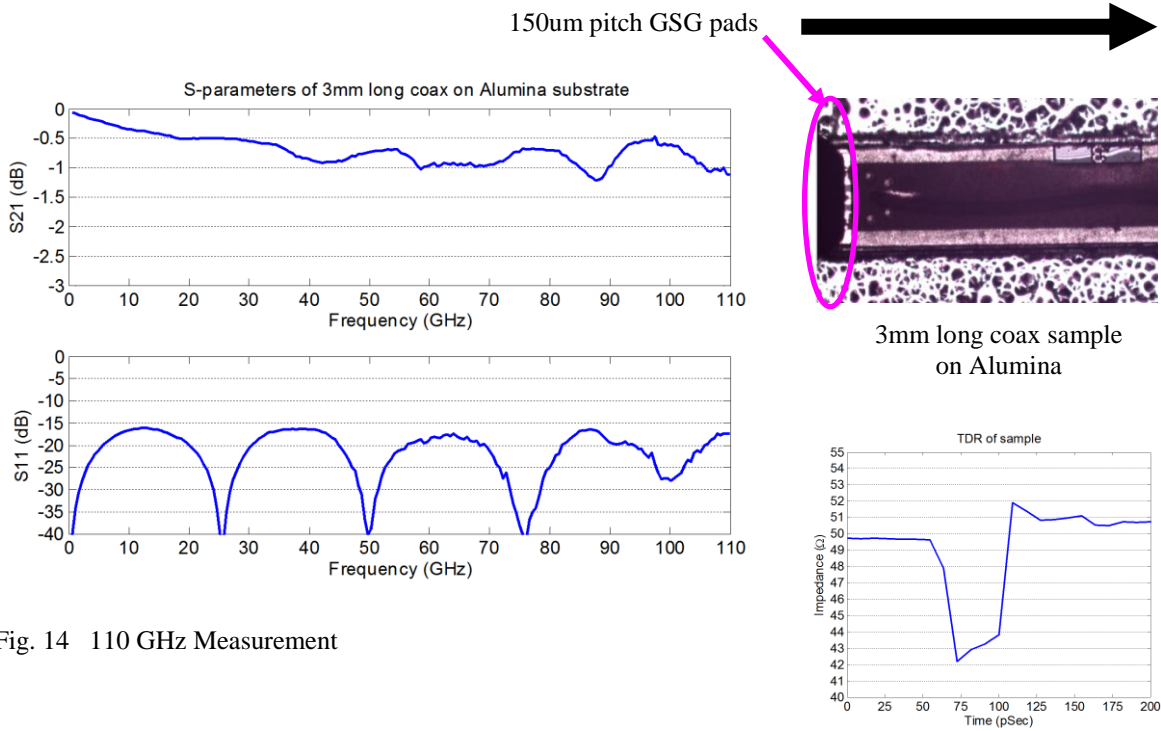 150um pitch GSG pads
S-parameters of 3mm long coax on Alumina substrate
0
-0.5
-1
-1.5
-2
-2.5
-3
S21 (dB)
0 10 20 30 40 50 60 70 80 90 100 110
Frequency (GHz)
3mm long coax sample
on Alumina
0
-5
-10
-15
-20
-25
-30
-35
-40
S11 (dB)
0 10 20 30 40 50 60 70 80 90 100 110
Frequency (GHz)
TDR of sample
55
54
53
52
51
50
49
48
47
46
45
44
43
42
41
40
Impedance (Ω)
0 25 50 75 100 125 150 175 200
Time (pSec)
Fig. 14 110 GHz Measurement